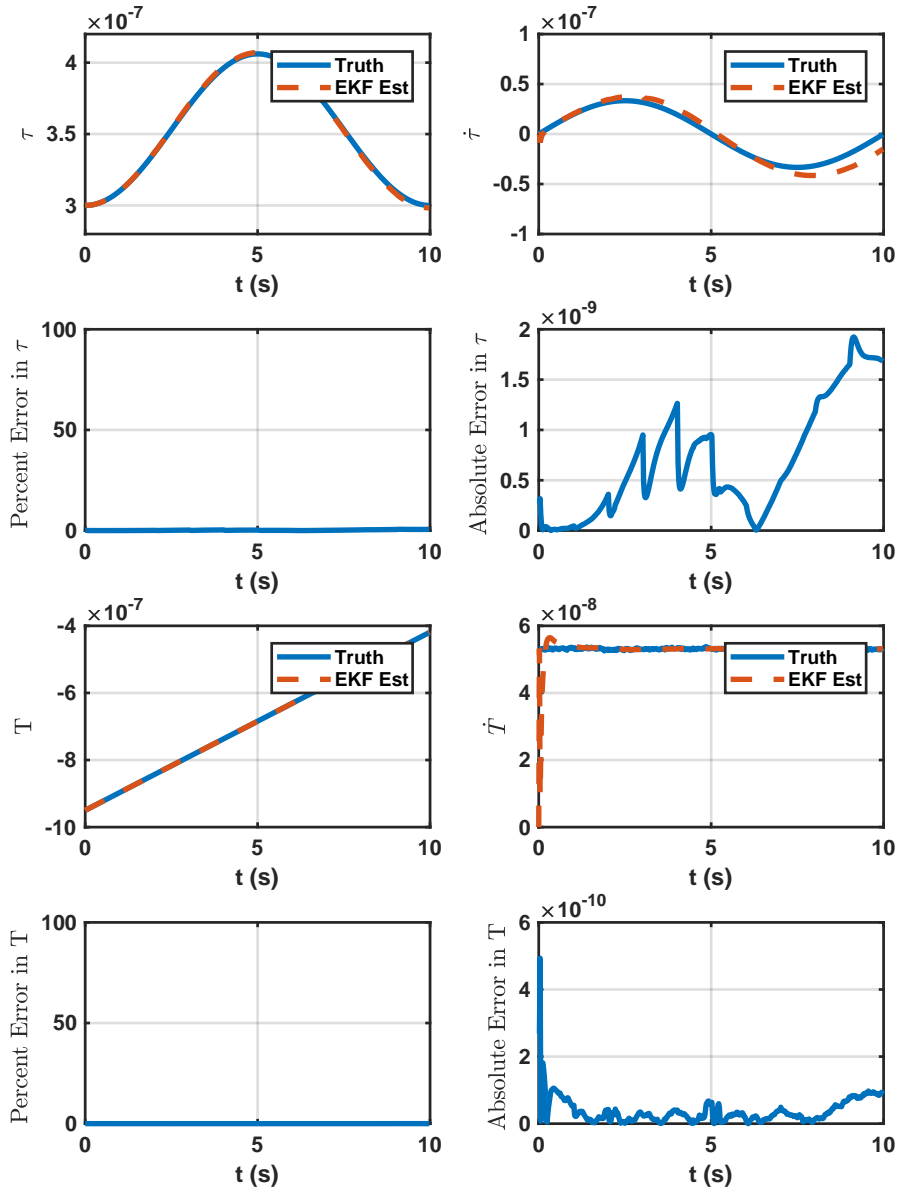 ×10⁻⁷
4
3.5
3
τ
0
5
10
t (s)
Truth
EKF Est
×10⁻⁷
1
0.5
0
-0.5
-1
τ̇
0
5
10
t (s)
Truth
EKF Est
100
50
0
Percent Error in τ
0
5
10
t (s)
×10⁻⁹
2
1.5
1
0.5
0
Absolute Error in τ
0
5
10
t (s)
×10⁻⁷
-4
-6
-8
-10
T
0
5
10
t (s)
Truth
EKF Est
×10⁻⁸
6
4
2
0
Ṫ
0
5
10
t (s)
Truth
EKF Est
100
50
0
Percent Error in T
0
5
10
t (s)
×10⁻¹⁰
6
4
2
0
Absolute Error in T
0
5
10
t (s)